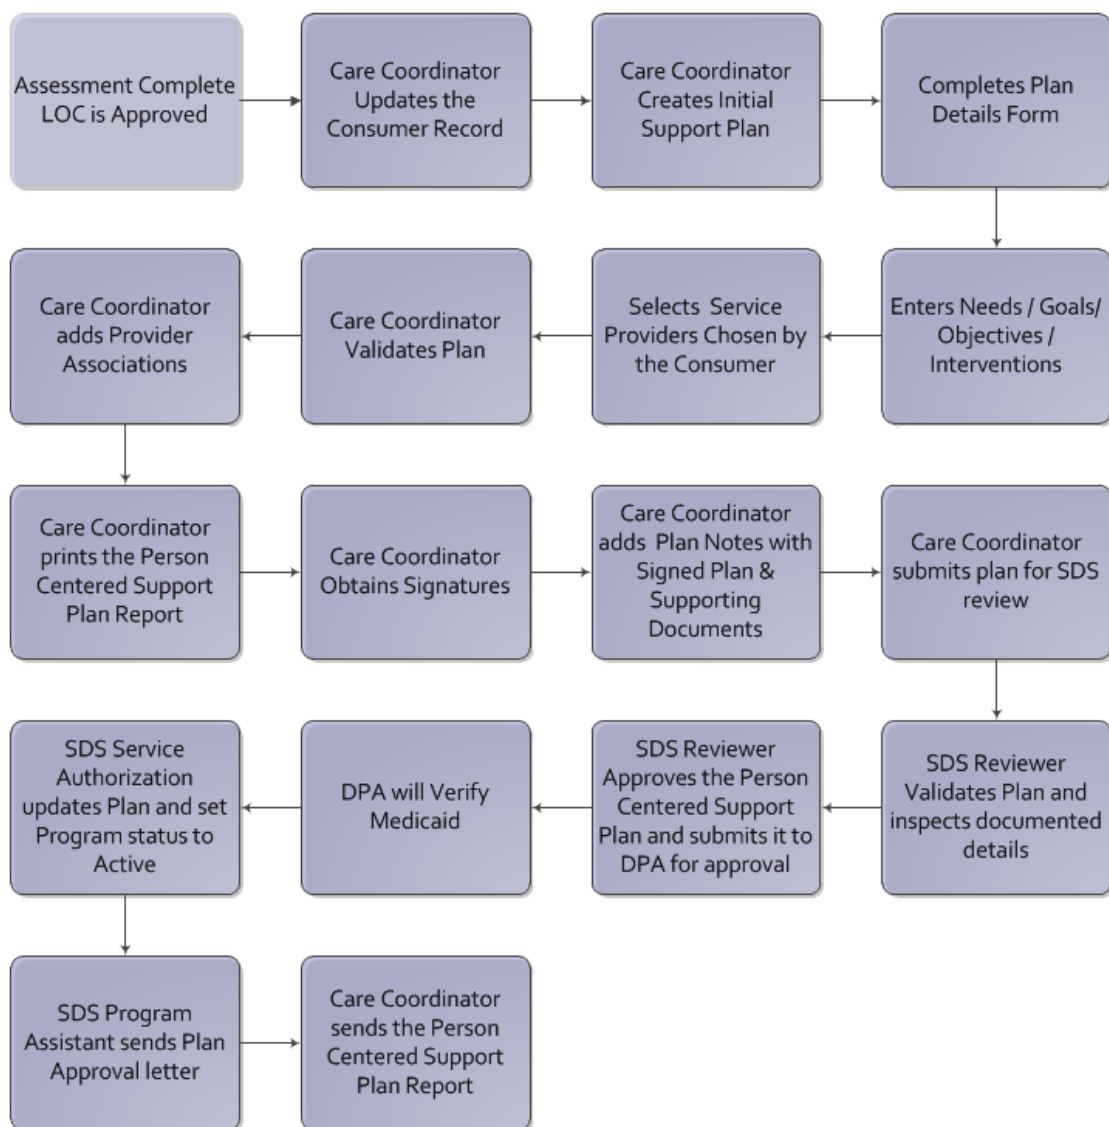 Assessment Complete
LOC is Approved
Care Coordinator
Updates the
Consumer Record
Care Coordinator
Creates Initial
Support Plan
Completes Plan
Details Form
Enters Needs / Goals/
Objectives /
Interventions
Selects Service
Providers Chosen by
the Consumer
Care Coordinator
Validates Plan
Care Coordinator
adds Provider
Associations
Care Coordinator
prints the Person
Centered Support
Plan Report
Care Coordinator
Obtains Signatures
Care Coordinator
adds Plan Notes with
Signed Plan &
Supporting
Documents
Care Coordinator
submits plan for SDS
review
SDS Reviewer
Validates Plan and
inspects documented
details
SDS Reviewer
Approves the Person
Centered Support
Plan and submits it to
DPA for approval
DPA will Verify
Medicaid
SDS Service
Authorization
updates Plan and set
Program status to
Active
SDS Program
Assistant sends Plan
Approval letter
Care Coordinator
sends the Person
Centered Support
Plan Report